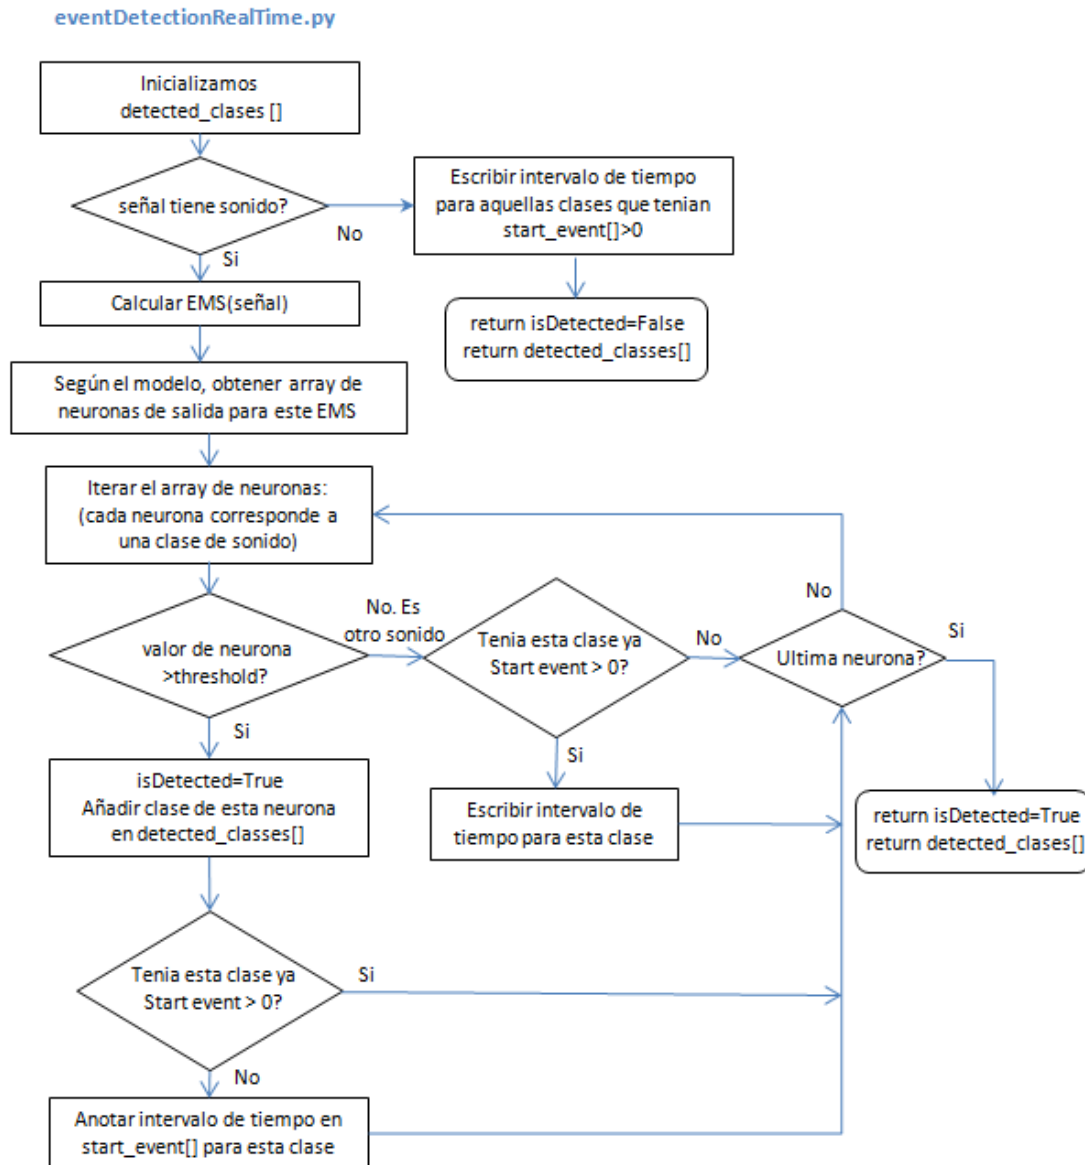 eventDetectionRealTime.py
Inicializamos
detected_clases []
señal tiene sonido?
No
Si
Escribir intervalo de tiempo
para aquellas clases que tenian
start_event[]>0
Calcular EMS(señal)
return isDetected=False
return detected_classes[]
Según el modelo, obtener array de
neuronas de salida para este EMS
Iterar el array de neuronas:
(cada neurona corresponde a
una clase de sonido)
valor de neurona
>threshold?
No. Es
otro sonido
Si
Tenia esta clase ya
Start event > 0?
No
Si
Ultima neurona?
No
Si
isDetected=True
Añadir clase de esta neurona
en detected_classes[]
Escribir intervalo de
tiempo para esta clase
return isDetected=True
return detected_clases[]
Tenia esta clase ya
Start event > 0?
Si
No
Anotar intervalo de tiempo en
start_event[] para esta clase